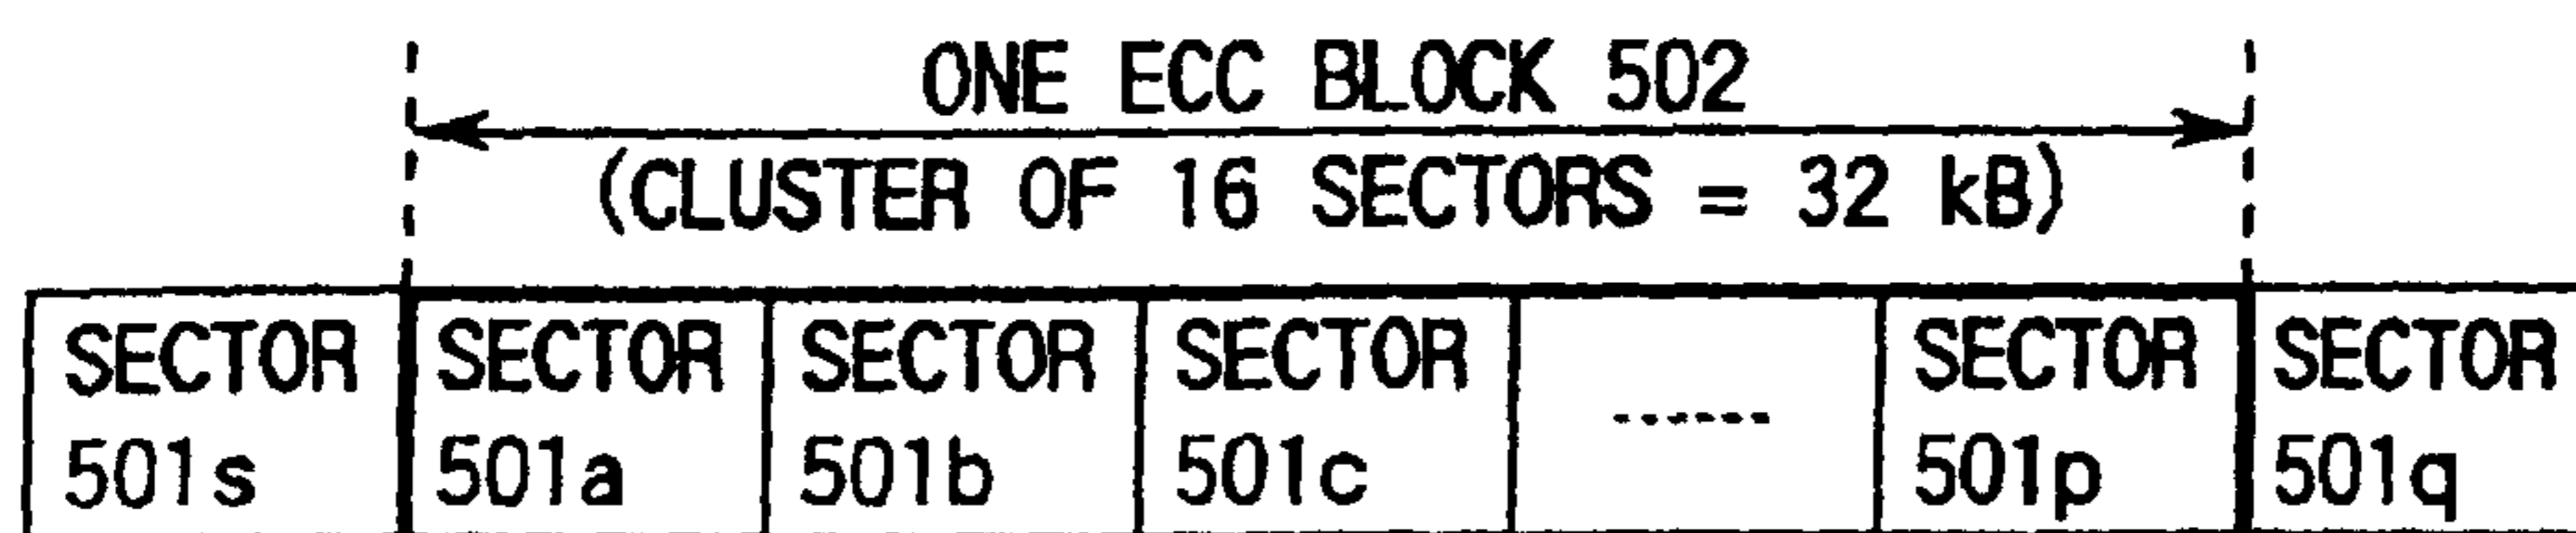 ONE ECC BLOCK 502
(CLUSTER OF 16 SECTORS = 32 kB)
SECTOR SECTOR SECTOR SECTOR SECTOR SECTOR
501s 501a 501b 501c ...... 501p 501q